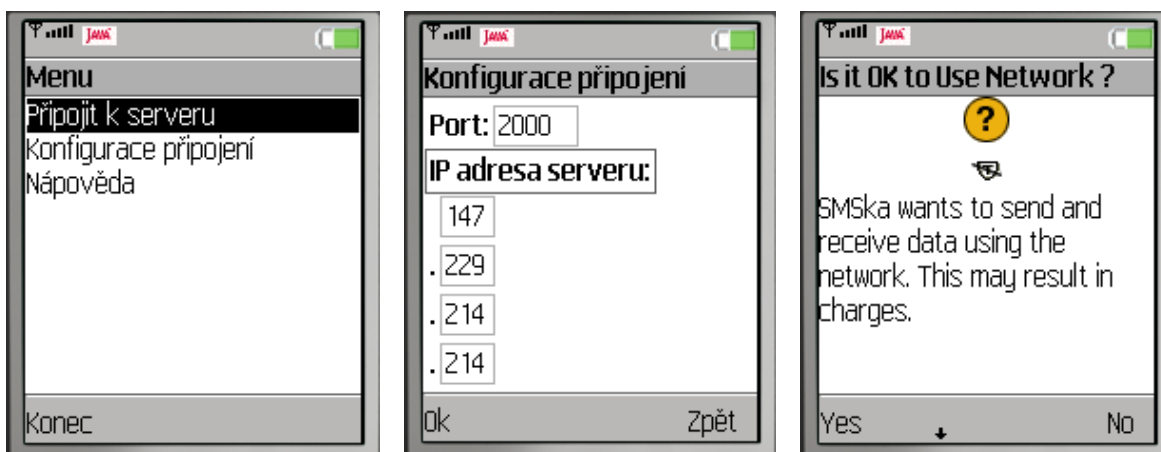 JAVA
Menu
Připojit k serveru
Konfigurace připojení
Nápověda
Konec
JAVA
Konfigurace připojení
Port: 2000
IP adresa serveru:
147
. 229
. 214
. 214
Ok Zpět
JAVA
Is it OK to Use Network ?
?
SMSka wants to send and
receive data using the
network. This may result in
charges.
Yes No